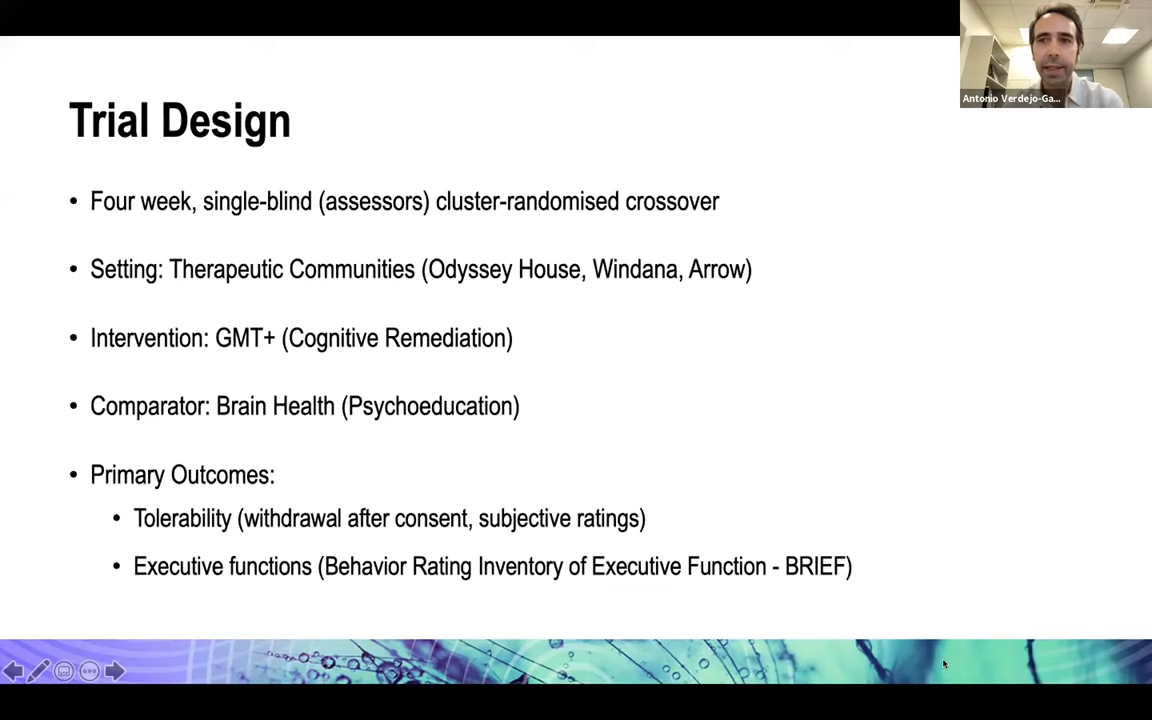 Antonio Verdejo-Ga...
Trial Design
• Four week, single-blind (assessors) cluster-randomised crossover
• Setting: Therapeutic Communities (Odyssey House, Windana, Arrow)
• Intervention: GMT+ (Cognitive Remediation)
• Comparator: Brain Health (Psychoeducation)
• Primary Outcomes:
• Tolerability (withdrawal after consent, subjective ratings)
• Executive functions (Behavior Rating Inventory of Executive Function - BRIEF)